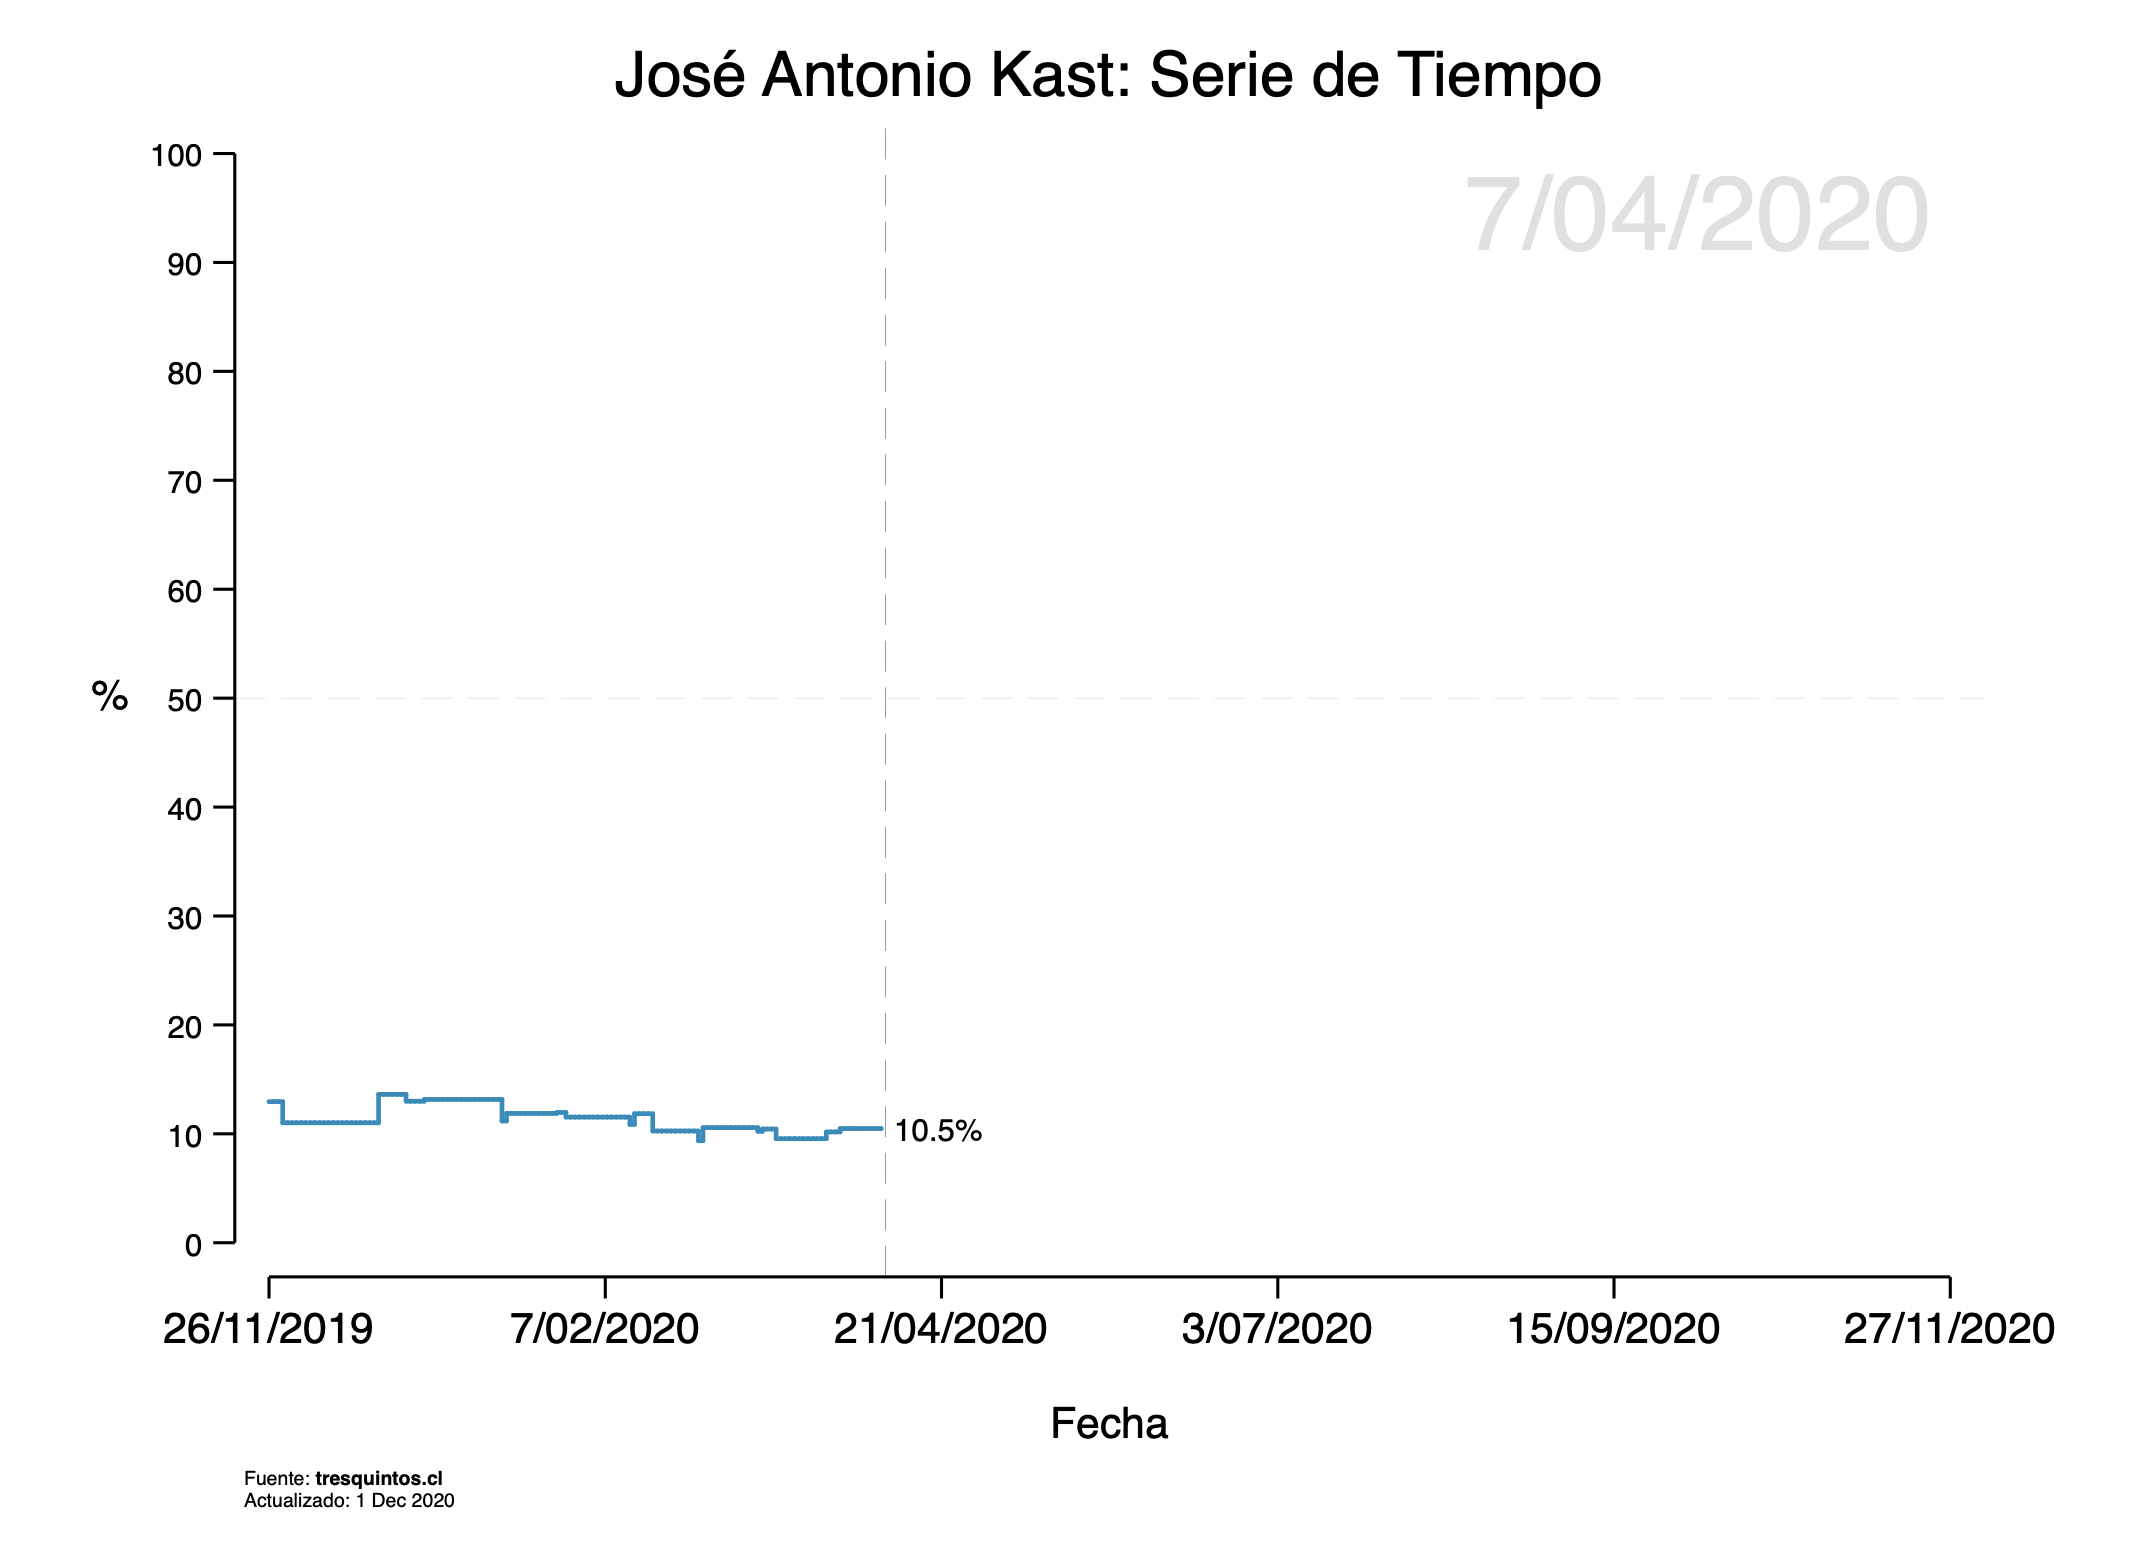 José Antonio Kast: Serie de Tiempo
7/04/2020
100
90
80
70
60
50
40
30
20
10
0
%
10.5%
26/11/2019 7/02/2020 21/04/2020 3/07/2020 15/09/2020 27/11/2020
Fecha
Fuente: tresquintos.cl
Actualizado: 1 Dec 2020